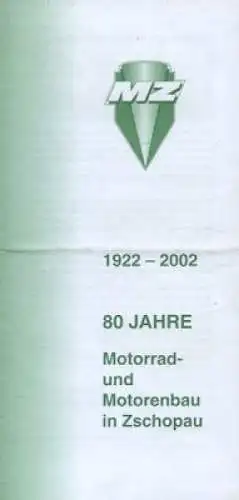 MZ
1922 – 2002
80 JAHRE
Motorrad-
und
Motorenbau
in Zschopau